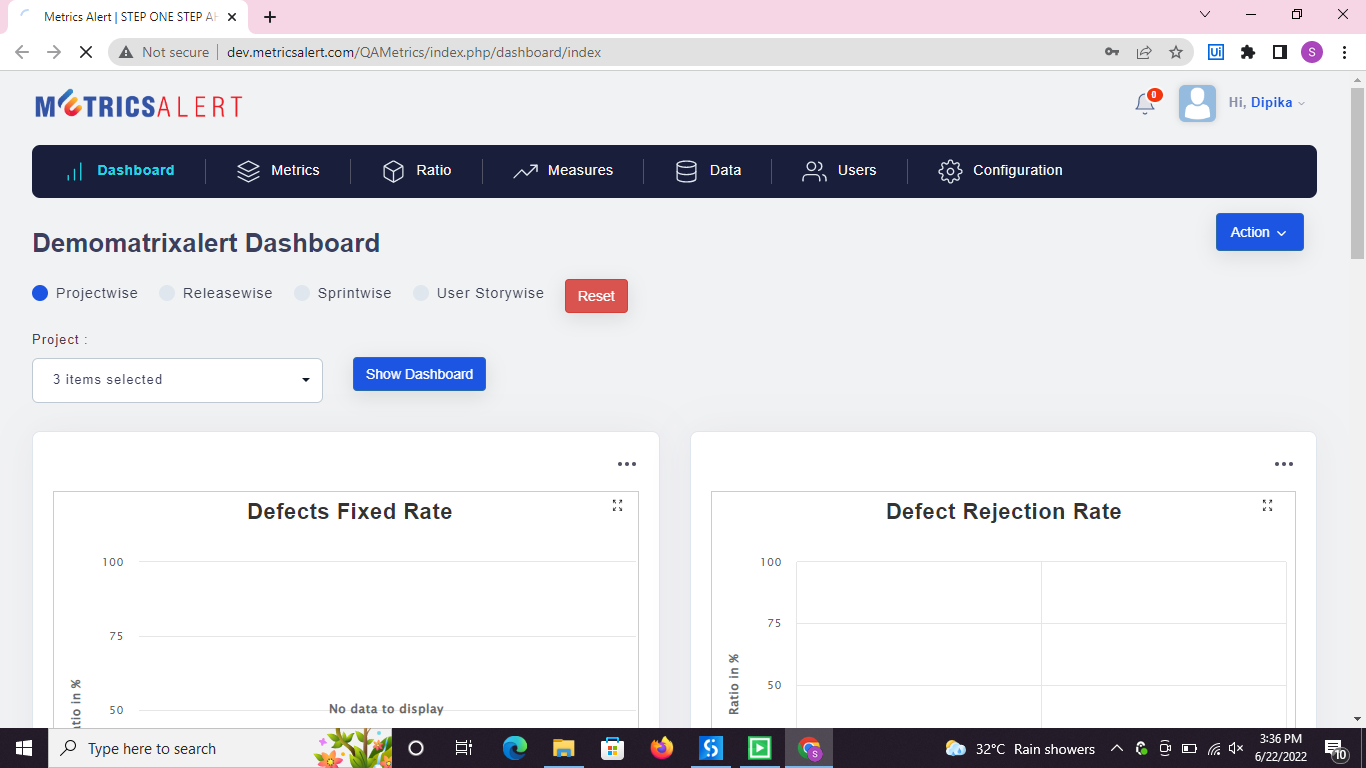 Metrics Alert | STEP ONE STEP AH
Not secure
dev.metricsalert.com/QAMetrics/index.php/dashboard/index
Ui
S
METRICSALERT
0
Hi, Dipika
Dashboard
Metrics
Ratio
Measures
Data
Users
Configuration
Demomatrixalert Dashboard
Action
Projectwise
Releasewise
Sprintwise
User Storywise
Reset
Project :
3 items selected
Show Dashboard
Defects Fixed Rate
100
75
50
No data to display
Defect Rejection Rate
100
75
50
Ratio in %
Type here to search
S
32°C Rain showers
3:36 PM
6/22/2022
10